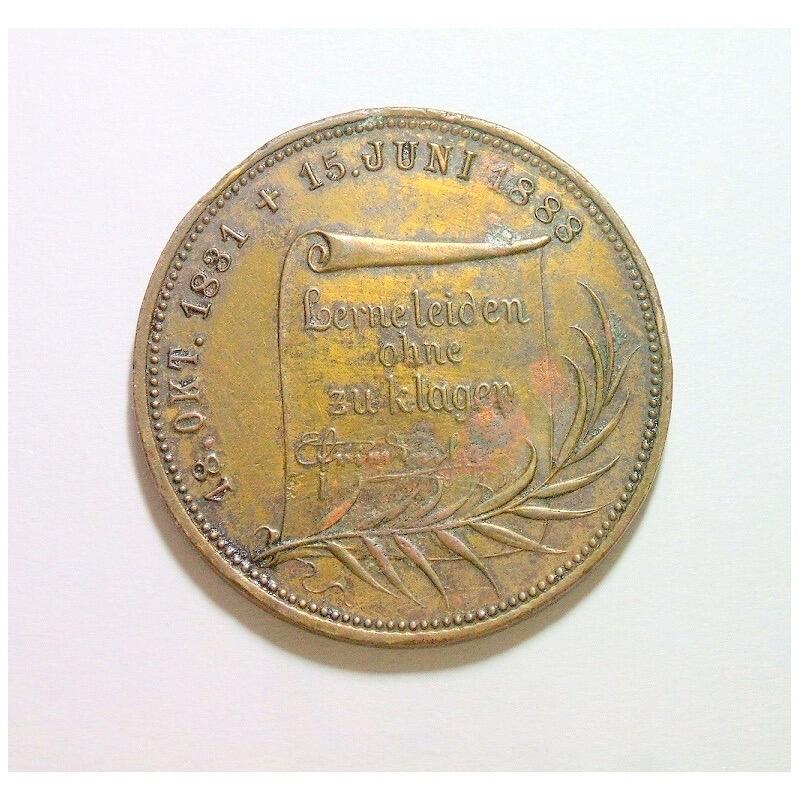 18. OKT. 1831 + 15. JUNI 1888
Lerne leiden
ohne
zu klagen